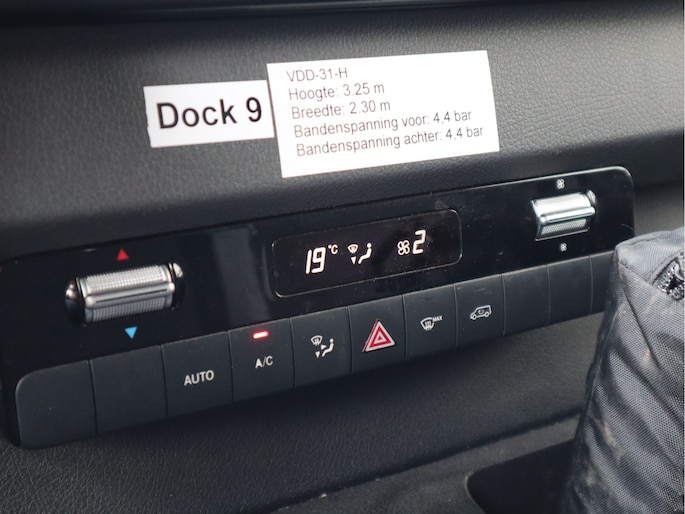 Dock 9
VDD-31-H
Hoogte: 3.25 m
Breedte: 2.30 m
Bandenspanning voor: 4,4 bar
Bandenspanning achter: 4,4 bar
19 °C 2
AUTO
A/C
MAX